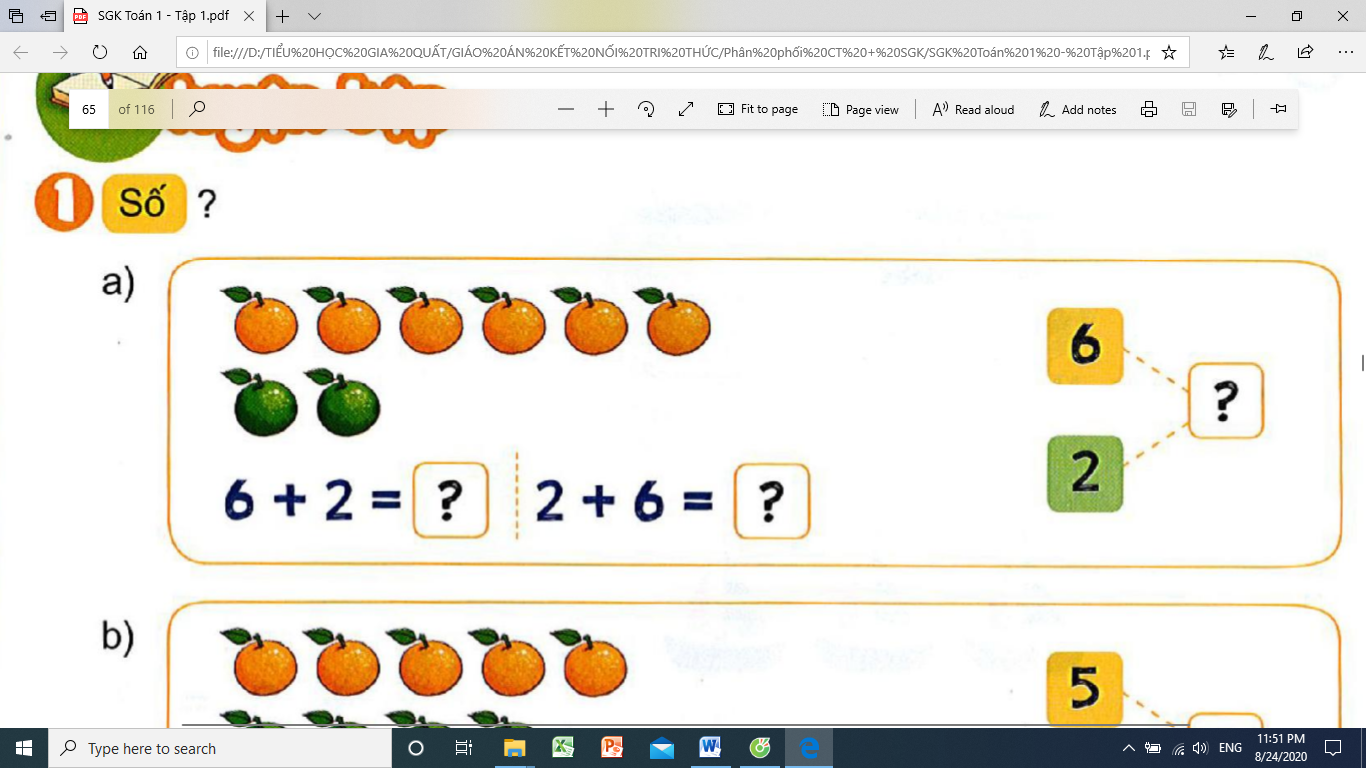 SGK Toán 1 - Tập 1.pdf
file:///D:/TIỂU%20HỌC%20GIA%20QUẤT/GIÁO%20ÁN%20KẾT%20NỐI%20TRI%20THỨC/Phân%20phối%20CT%20+%20SGK/SGK%20Toán%201%20-%20Tập%201.p
65 of 116 Fit to page Page view Read aloud Add notes
1 Số ?
a)
6
?
2
6 + 2 = ? 2 + 6 = ?
b)
5
Type here to search
ENG
11:51 PM
8/24/2020